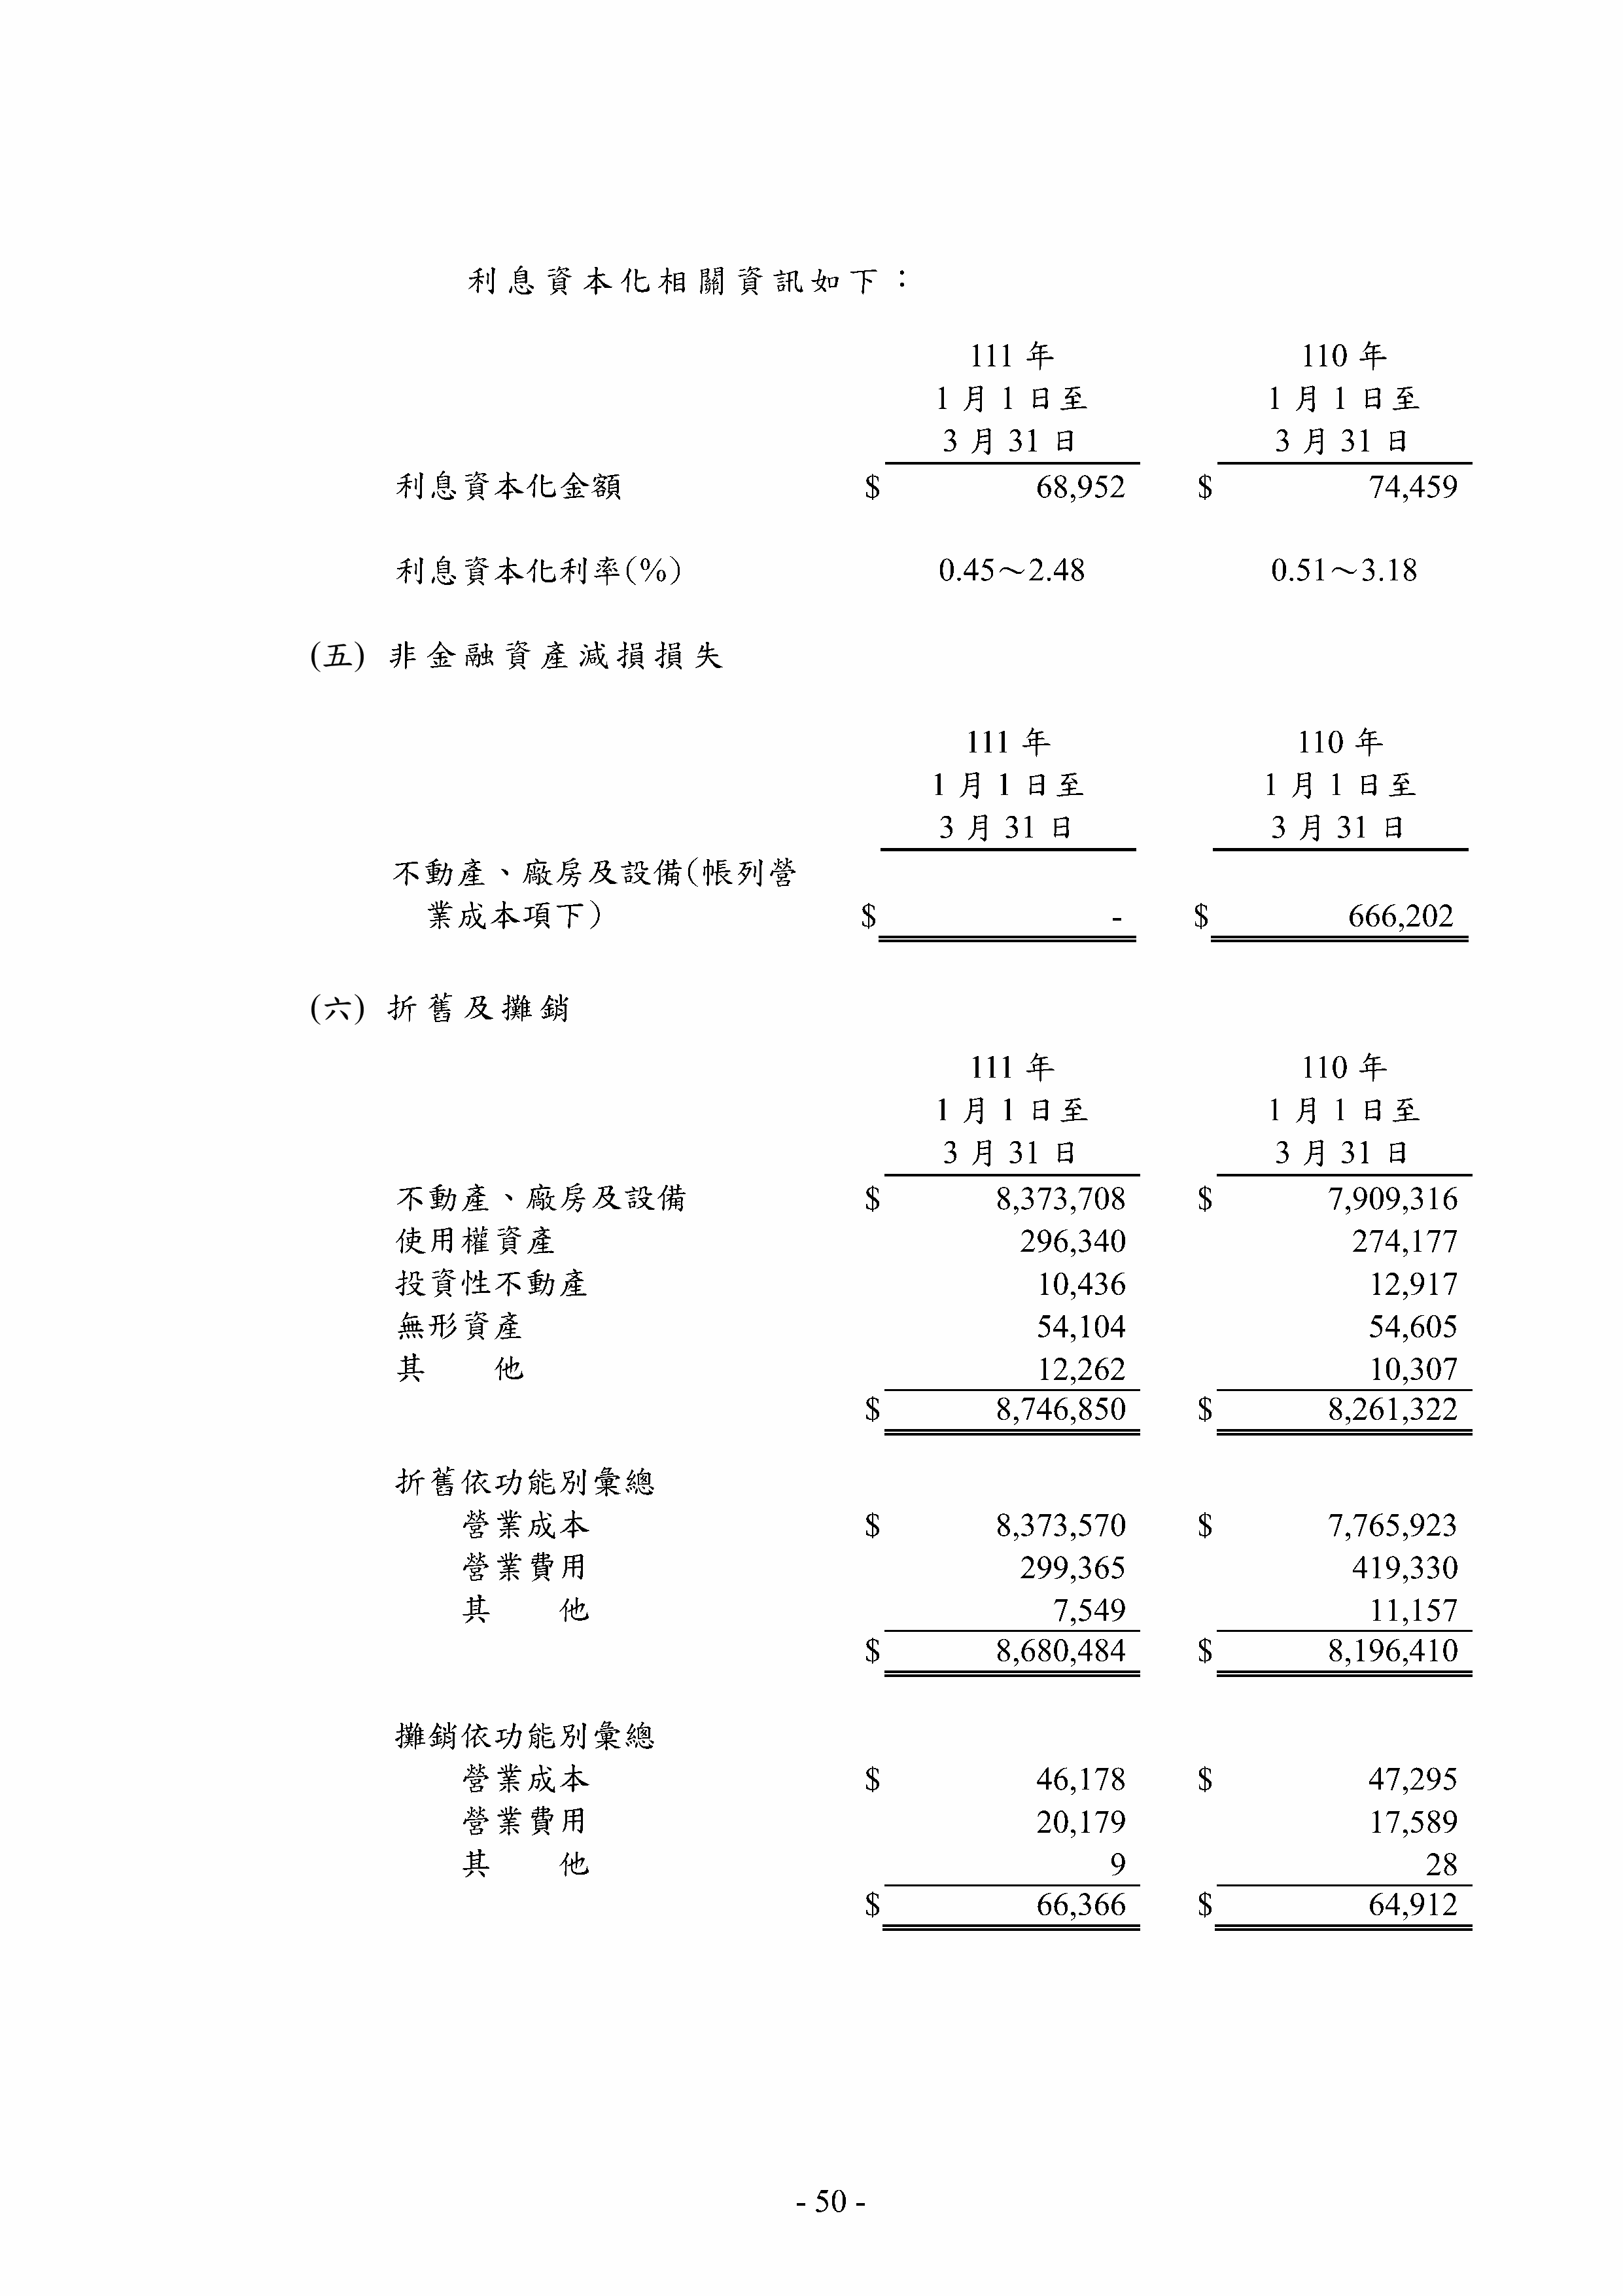 利息資本化相關資訊如下：
111 年 110 年
1 月 1 日至 1 月 1 日至
3 月 31 日 3 月 31 日
利息資本化金額 $ 68,952 $ 74,459
利息資本化利率(%) 0.45～2.48 0.51～3.18
(五) 非金融資產減損損失
111 年 110 年
1 月 1 日至 1 月 1 日至
3 月 31 日 3 月 31 日
不動產、廠房及設備(帳列營
業成本項下) $ - $ 666,202
(六) 折舊及攤銷
111 年 110 年
1 月 1 日至 1 月 1 日至
3 月 31 日 3 月 31 日
不動產、廠房及設備 $ 8,373,708 $ 7,909,316
使用權資產 296,340 274,177
投資性不動產 10,436 12,917
無形資產 54,104 54,605
其 他 12,262 10,307
$ 8,746,850 $ 8,261,322
折舊依功能別彙總
營業成本 $ 8,373,570 $ 7,765,923
營業費用 299,365 419,330
其 他 7,549 11,157
$ 8,680,484 $ 8,196,410
攤銷依功能別彙總
營業成本 $ 46,178 $ 47,295
營業費用 20,179 17,589
其 他 9 28
$ 66,366 $ 64,912
- 50 -